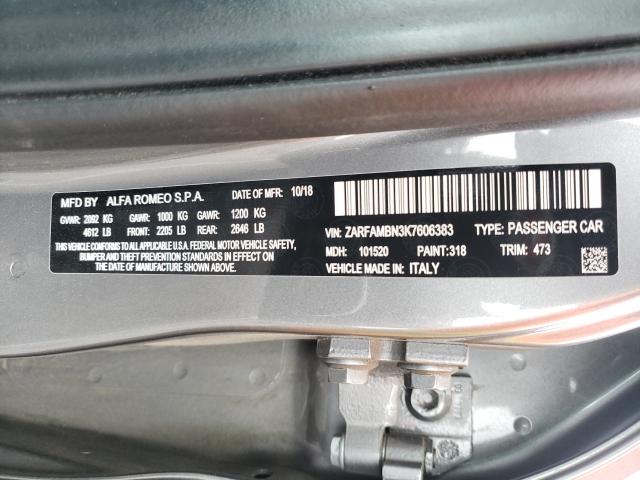 MFD BY ALFA ROMEO S.P.A. DATE OF MFR: 10/18
GVWR: 2092 KG GAWR: 1000 KG GAWR: 1200 KG
4612 LB FRONT: 2205 LB REAR: 2646 LB
THIS VEHICLE CONFORMS TO ALL APPLICABLE U.S. FEDERAL MOTOR VEHICLE SAFETY,
BUMPER AND THEFT PREVENTION STANDARDS IN EFFECT ON
THE DATE OF MANUFACTURE SHOWN ABOVE
VIN: ZARFAMBN3K7606383 TYPE: PASSENGER CAR
MDH: 101520 PAINT: 318 TRIM: 473
VEHICLE MADE IN: ITALY